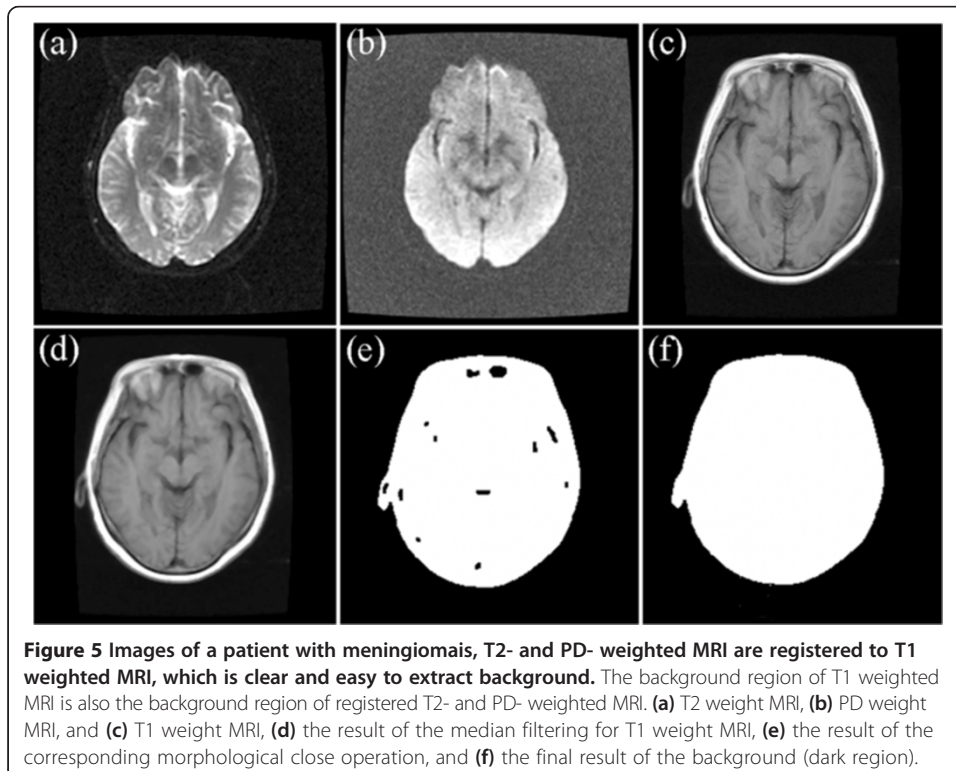 (a) (b) (c)
(d) (e) (f)
Figure 5 Images of a patient with meningiomais, T2- and PD- weighted MRI are registered to T1
weighted MRI, which is clear and easy to extract background. The background region of T1 weighted
MRI is also the background region of registered T2- and PD- weighted MRI. (a) T2 weight MRI, (b) PD weight
MRI, and (c) T1 weight MRI, (d) the result of the median filtering for T1 weight MRI, (e) the result of the
corresponding morphological close operation, and (f) the final result of the background (dark region).